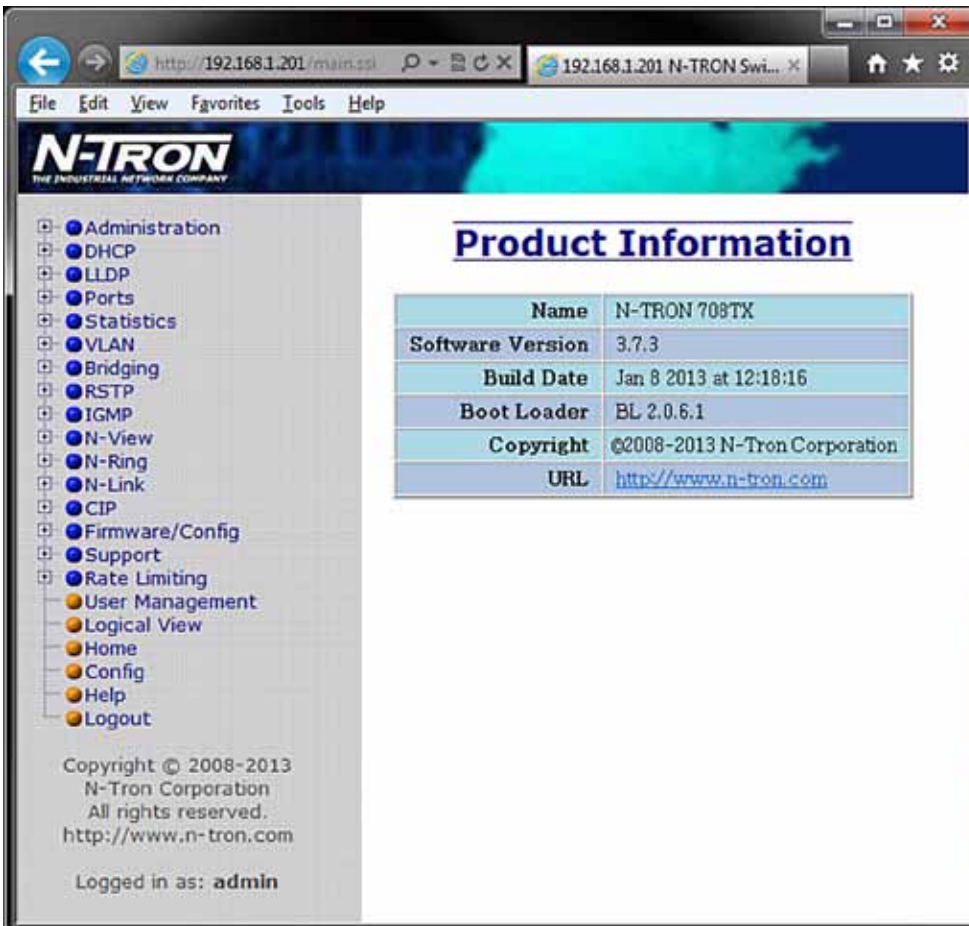 http://192.168.1.201/main.ssi
192.168.1.201 N-TRON Swi...
File Edit View Favorites Tools Help
N-TRON
THE INDUSTRIAL NETWORK COMPANY
Administration
DHCP
LLDP
Ports
Statistics
VLAN
Bridging
RSTP
IGMP
N-View
N-Ring
N-Link
CIP
Firmware/Config
Support
Rate Limiting
User Management
Logical View
Home
Config
Help
Logout
Copyright © 2008-2013
N-Tron Corporation
All rights reserved.
http://www.n-tron.com
Logged in as: admin
Product Information
Name N-TRON 708TX
Software Version 3.7.3
Build Date Jan 8 2013 at 12:18:16
Boot Loader BL 2.0.6.1
Copyright ©2008-2013 N-Tron Corporation
URL http://www.n-tron.com